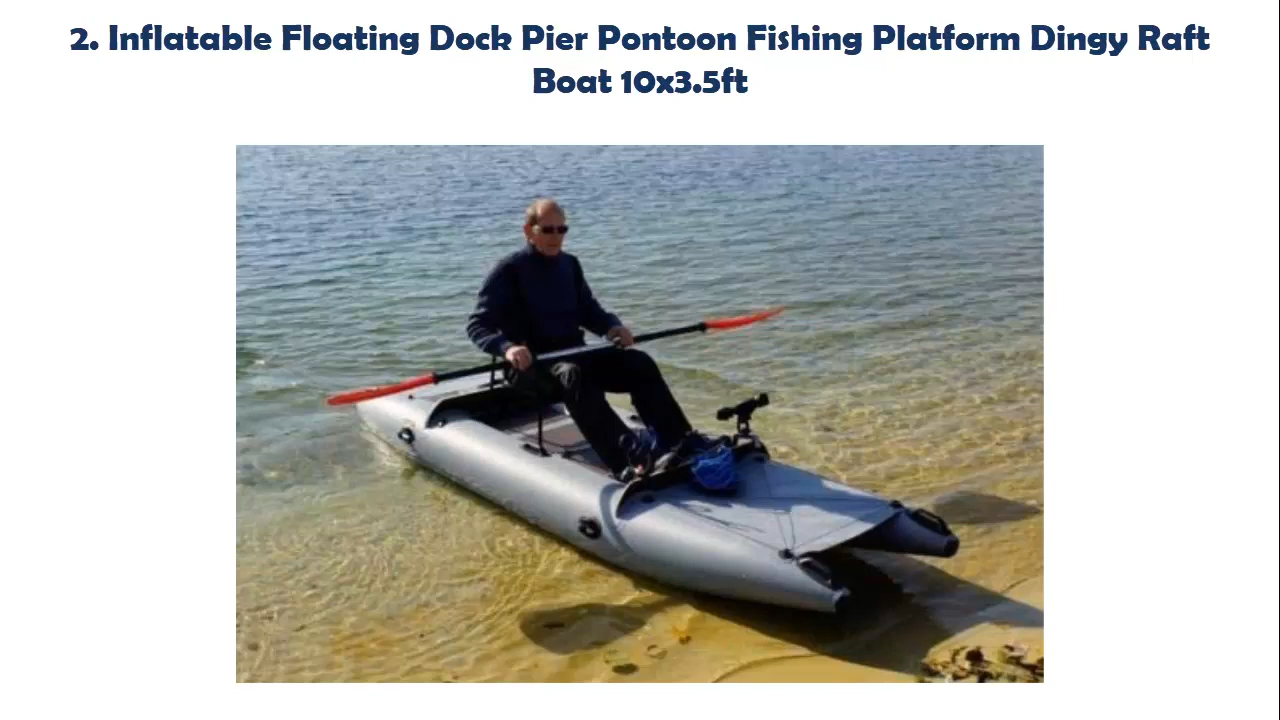 2. Inflatable Floating Dock Pier Pontoon Fishing Platform Dingy Raft
Boat 10x3.5ft